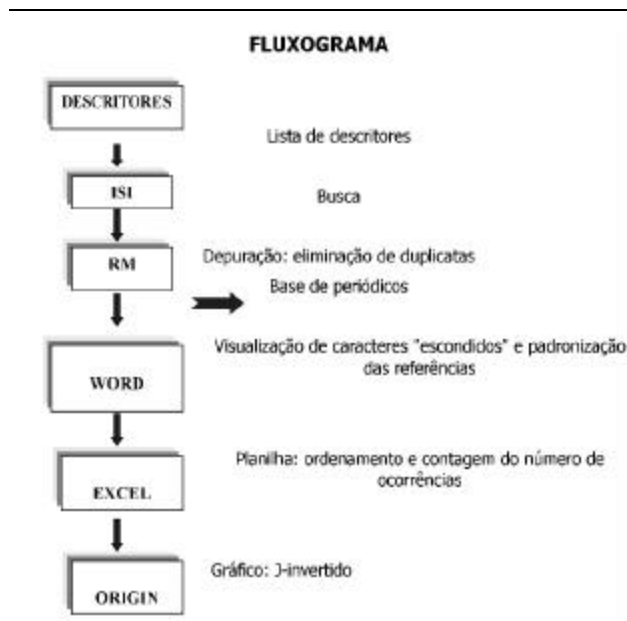 FLUXOGRAMA
DESCRITORES
Lista de descritores
ISI
Busca
RM
Depuração: eliminação de duplicatas
Base de periódicos
Visualização de caracteres "escondidos" e padronização
das referências
WORD
Planilha: ordenamento e contagem do número de
ocorrências
EXCEL
Gráfico: J-invertido
ORIGIN